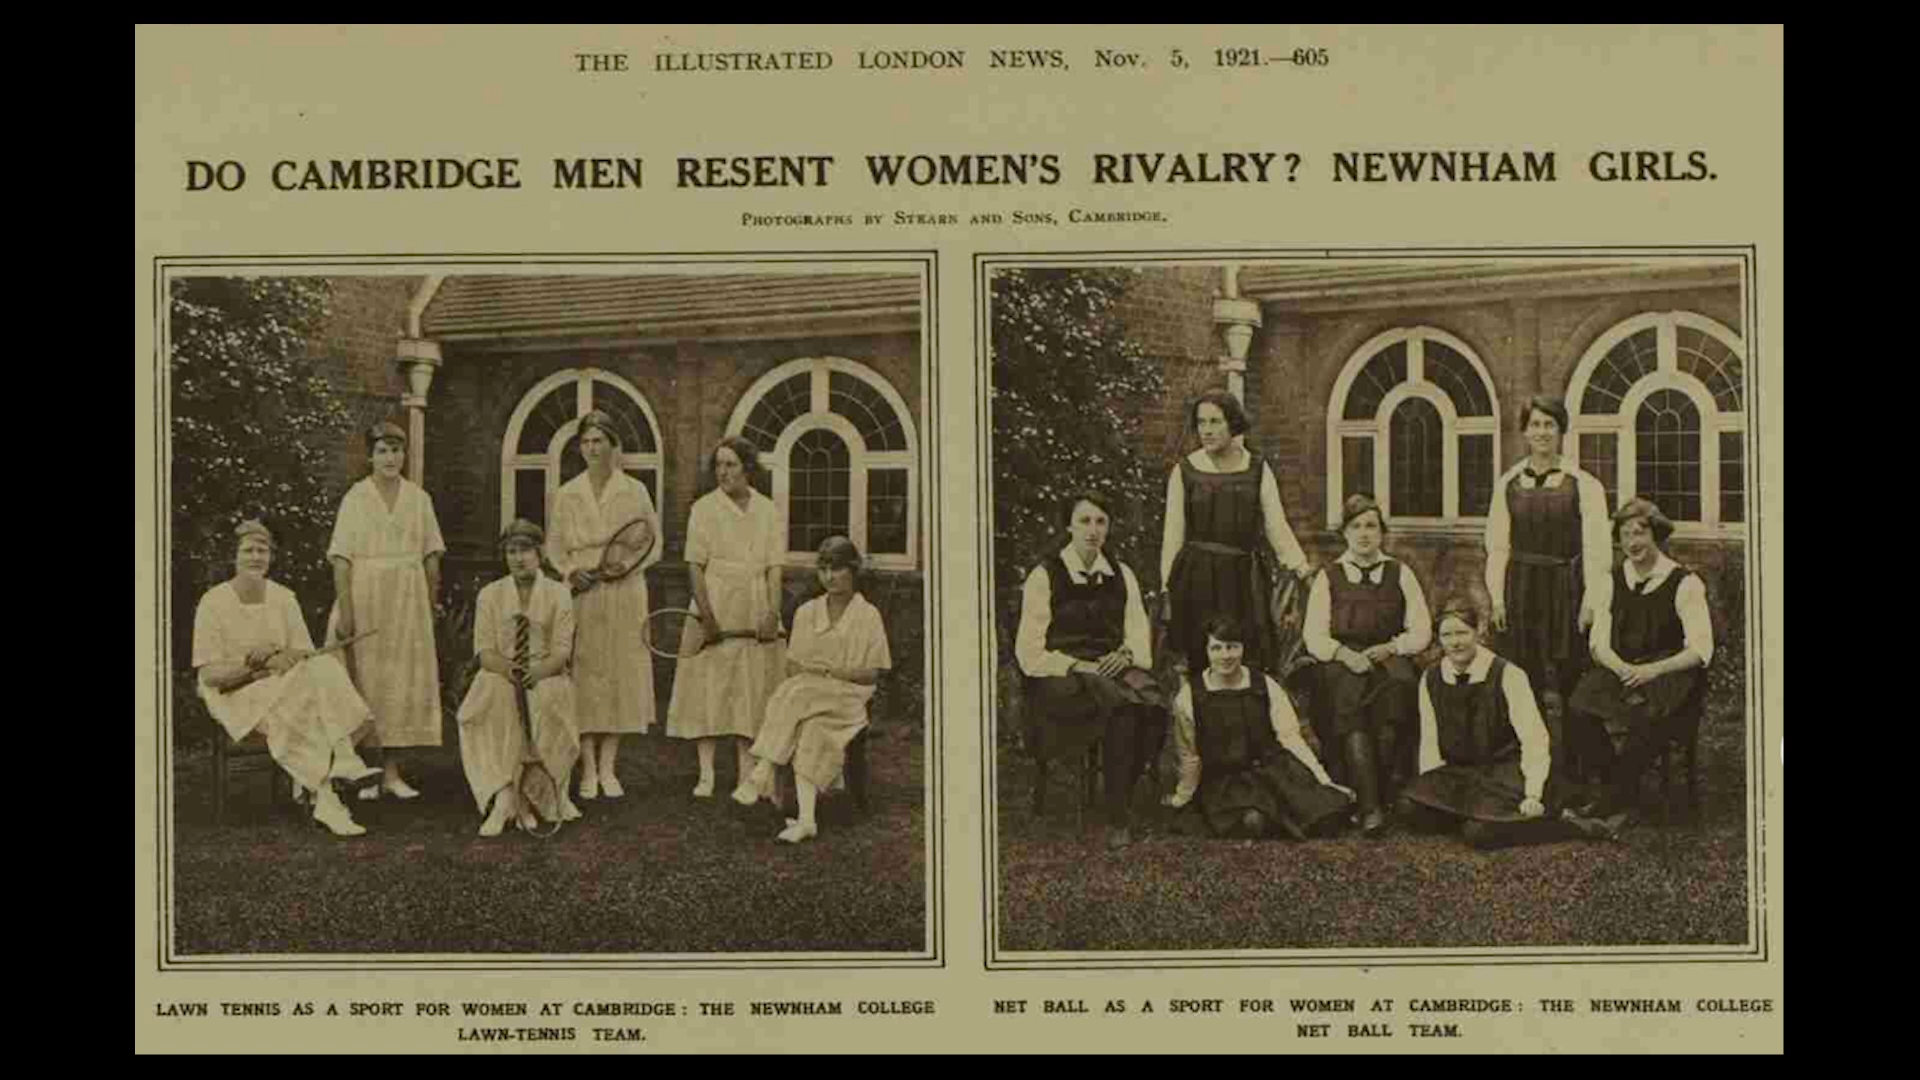 THE ILLUSTRATED LONDON NEWS, Nov. 5, 1921.—605
DO CAMBRIDGE MEN RESENT WOMEN'S RIVALRY? NEWNHAM GIRLS.
Photographs by Stearn and Sons, Cambridge.
LAWN TENNIS AS A SPORT FOR WOMEN AT CAMBRIDGE: THE NEWNHAM COLLEGE
LAWN-TENNIS TEAM.
NET BALL AS A SPORT FOR WOMEN AT CAMBRIDGE: THE NEWNHAM COLLEGE
NET BALL TEAM.